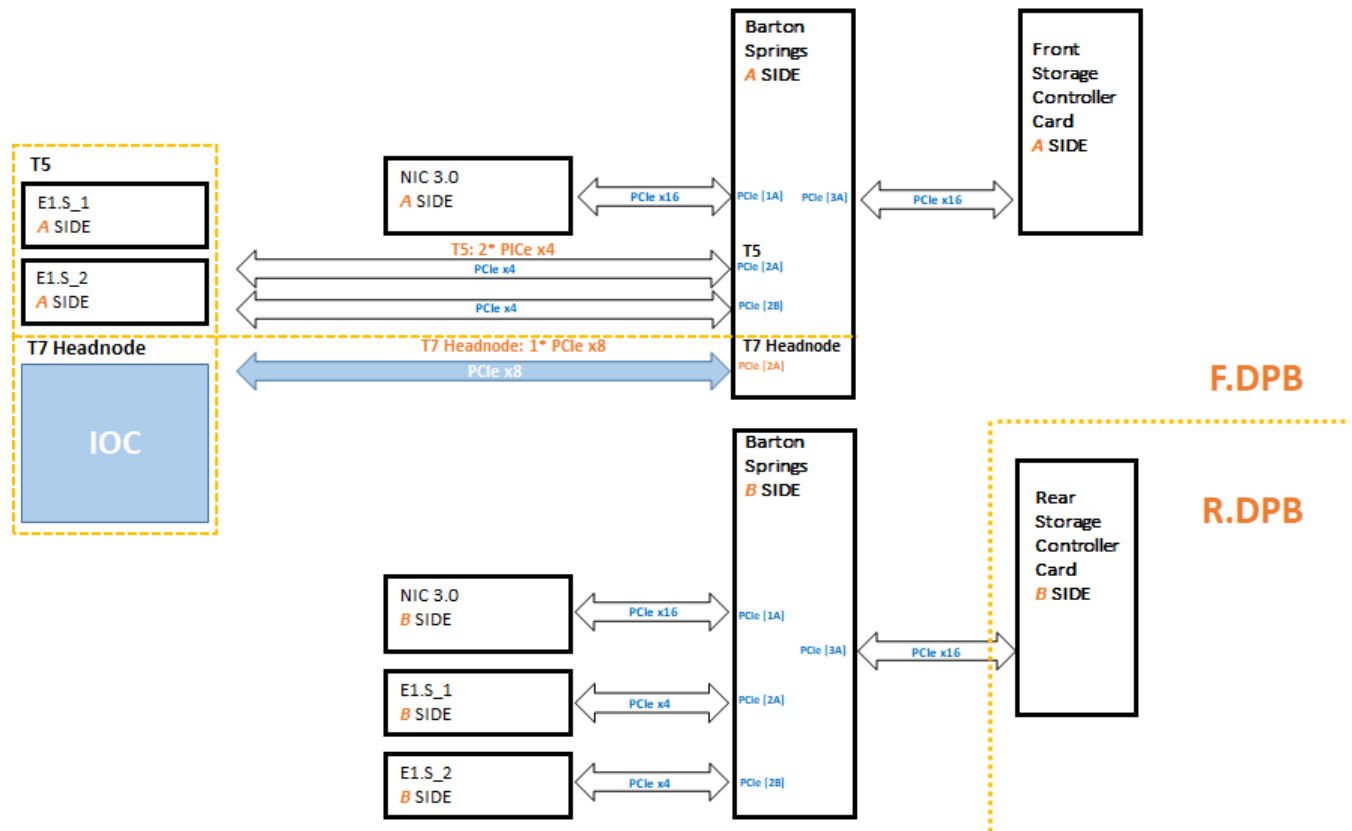 Barton
Springs
A SIDE
Front
Storage
Controller
Card
A SIDE
T5
E1.S_1
A SIDE
E1.S_2
A SIDE
NIC 3.0
A SIDE
PCIe x16
PCIe [1A]
PCIe [3A]
PCIe x16
T5: 2* PICe x4
PCIe x4
T5
PCIe [2A]
PCIe x4
PCIe [2B]
T7 Headnode
T7 Headnode: 1* PCIe x8
PCIe x8
T7 Headnode
PCIe [2A]
IOC
F.DPB
R.DPB
Barton
Springs
B SIDE
Rear
Storage
Controller
Card
B SIDE
NIC 3.0
B SIDE
PCIe x16
PCIe [1A]
PCIe [3A]
PCIe x16
E1.S_1
B SIDE
PCIe x4
PCIe [2A]
E1.S_2
B SIDE
PCIe x4
PCIe [2B]